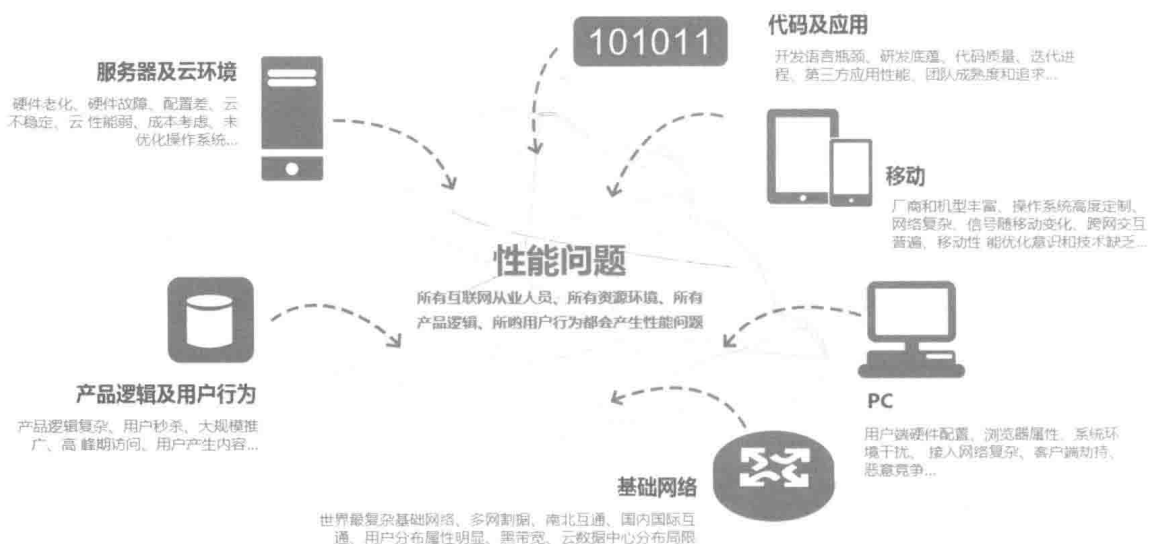 101011
代码及应用
开发语言瓶颈、研发底蕴、代码质量、迭代进
程、第三方应用性能、团队成熟度和追求...
服务器及云环境
硬件老化、硬件故障、配置差、云
不稳定、云 性能弱、成本考虑、未
优化操作系统...
移动
厂商和机型丰富、操作系统高度定制、
网络复杂、信号随移动变化、跨网交互
普遍、移动性 能优化意识和技术缺乏...
性能问题
所有互联网从业人员、所有资源环境、所有
产品逻辑、所的用户行为都会产生性能问题
产品逻辑及用户行为
产品逻辑复杂、用户秒杀、大规模推
广、高 峰期访问、用户产生内容...
PC
用户端硬件配置、浏览器属性、系统环
境干扰、 接入网络复杂、客户端劫持、
恶意竞争...
基础网络
世界最复杂基础网络、多网割据、南北互通、国内国际互
通、用户分布属性明显、黑带宽、云数据中心分布局限